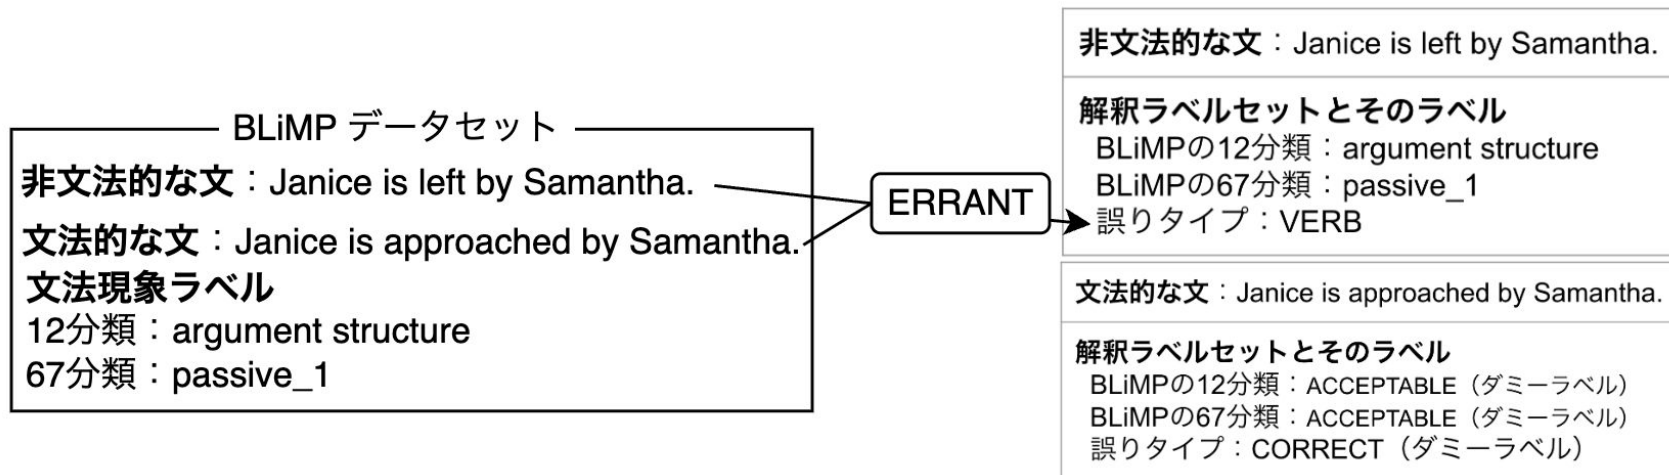 BLiMP データセット
非文法的な文：Janice is left by Samantha.
文法的な文：Janice is approached by Samantha.
文法現象ラベル
12分類：argument structure
67分類：passive_1
ERRANT
非文法的な文：Janice is left by Samantha.
解釈ラベルセットとそのラベル
BLiMPの12分類：argument structure
BLiMPの67分類：passive_1
誤りタイプ：VERB
文法的な文：Janice is approached by Samantha.
解釈ラベルセットとそのラベル
BLiMPの12分類：ACCEPTABLE（ダミーラベル）
BLiMPの67分類：ACCEPTABLE（ダミーラベル）
誤りタイプ：CORRECT（ダミーラベル）